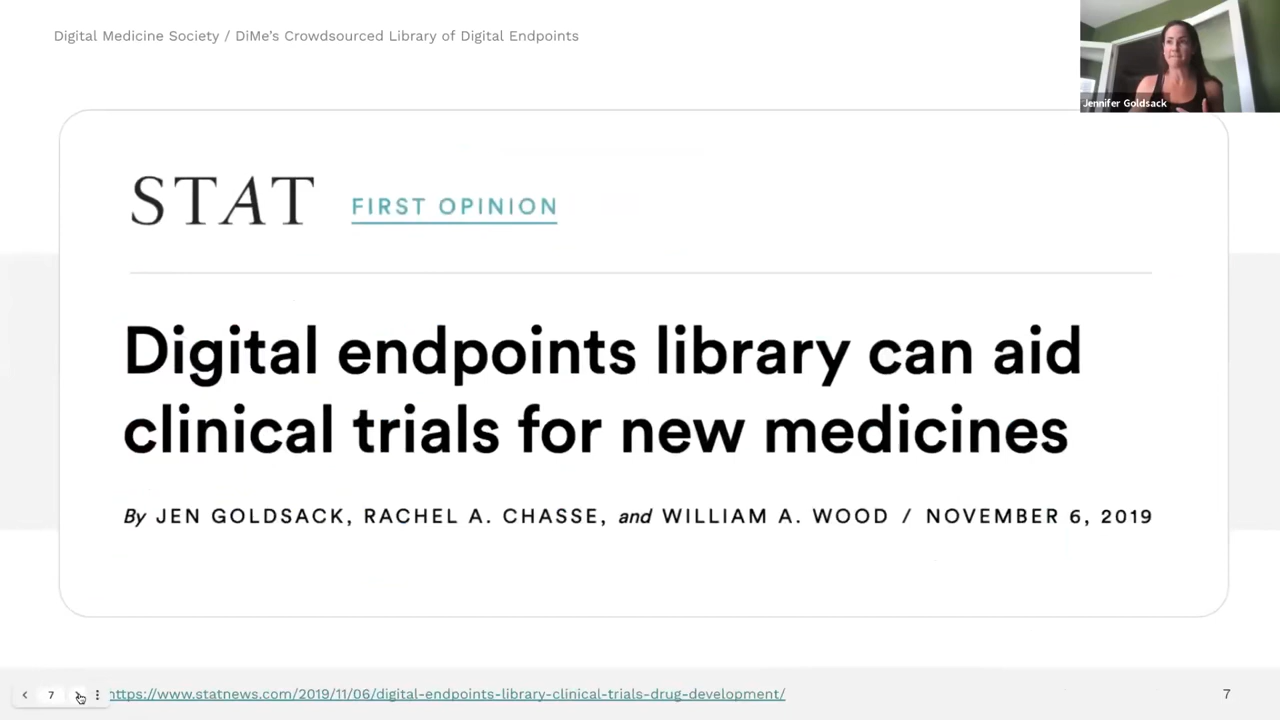 Digital Medicine Society / DiMe's Crowdsourced Library of Digital Endpoints
Jennifer Goldsack
STAT FIRST OPINION
Digital endpoints library can aid
clinical trials for new medicines
By JEN GOLDSACK, RACHEL A. CHASSE, and WILLIAM A. WOOD / NOVEMBER 6, 2019
7 https://www.statnews.com/2019/11/06/digital-endpoints-library-clinical-trials-drug-development/ 7